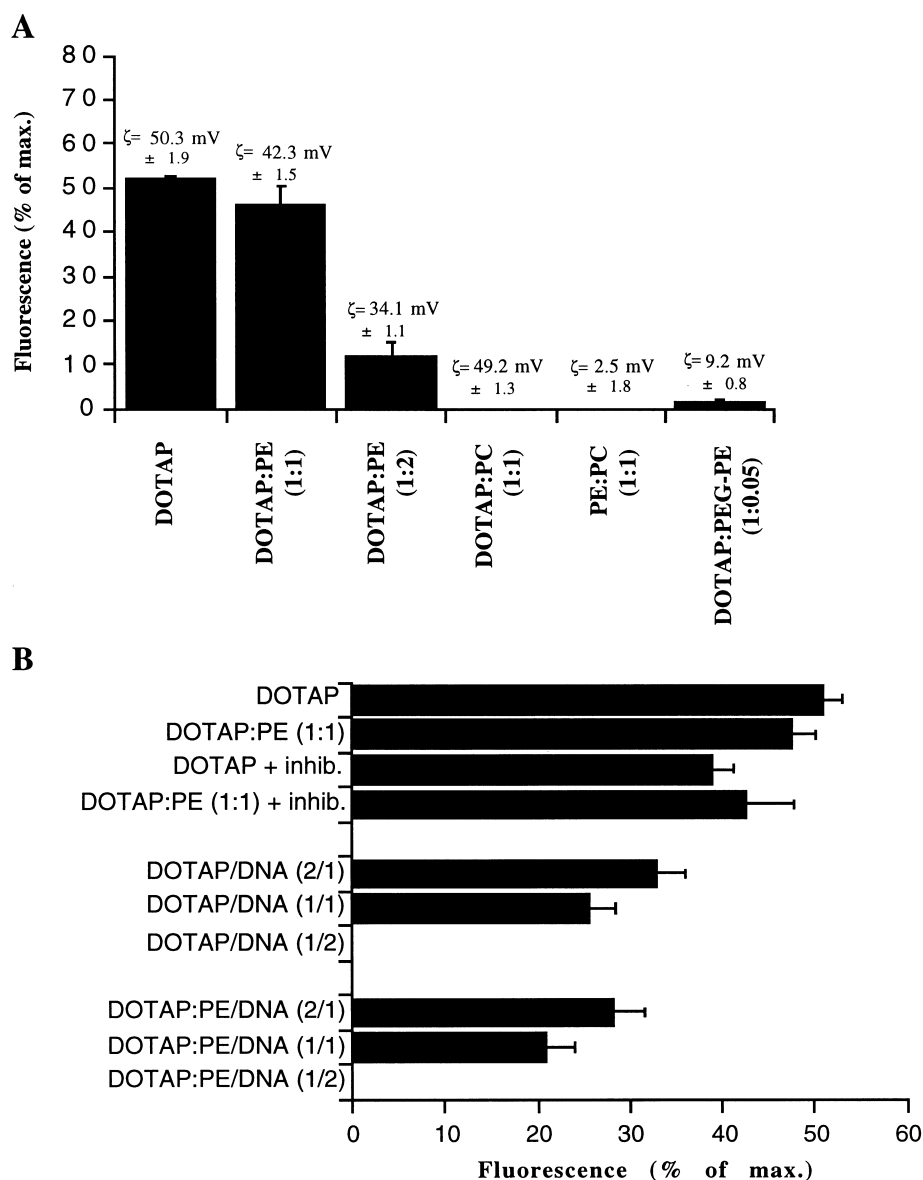 A
Fluorescence (% of max.)
80
70
60
50
40
30
20
10
0
ζ= 50.3 mV
± 1.9
ζ= 42.3 mV
± 1.5
ζ= 34.1 mV
± 1.1
ζ= 49.2 mV
± 1.3
ζ= 2.5 mV
± 1.8
ζ= 9.2 mV
± 0.8
DOTAP
DOTAP:PE
(1:1)
DOTAP:PE
(1:2)
DOTAP:PC
(1:1)
PE:PC
(1:1)
DOTAP:PEG-PE
(1:0.05)
B
DOTAP
DOTAP:PE (1:1)
DOTAP + inhib.
DOTAP:PE (1:1) + inhib.
DOTAP/DNA (2/1)
DOTAP/DNA (1/1)
DOTAP/DNA (1/2)
DOTAP:PE/DNA (2/1)
DOTAP:PE/DNA (1/1)
DOTAP:PE/DNA (1/2)
0 10 20 30 40 50 60
Fluorescence (% of max.)